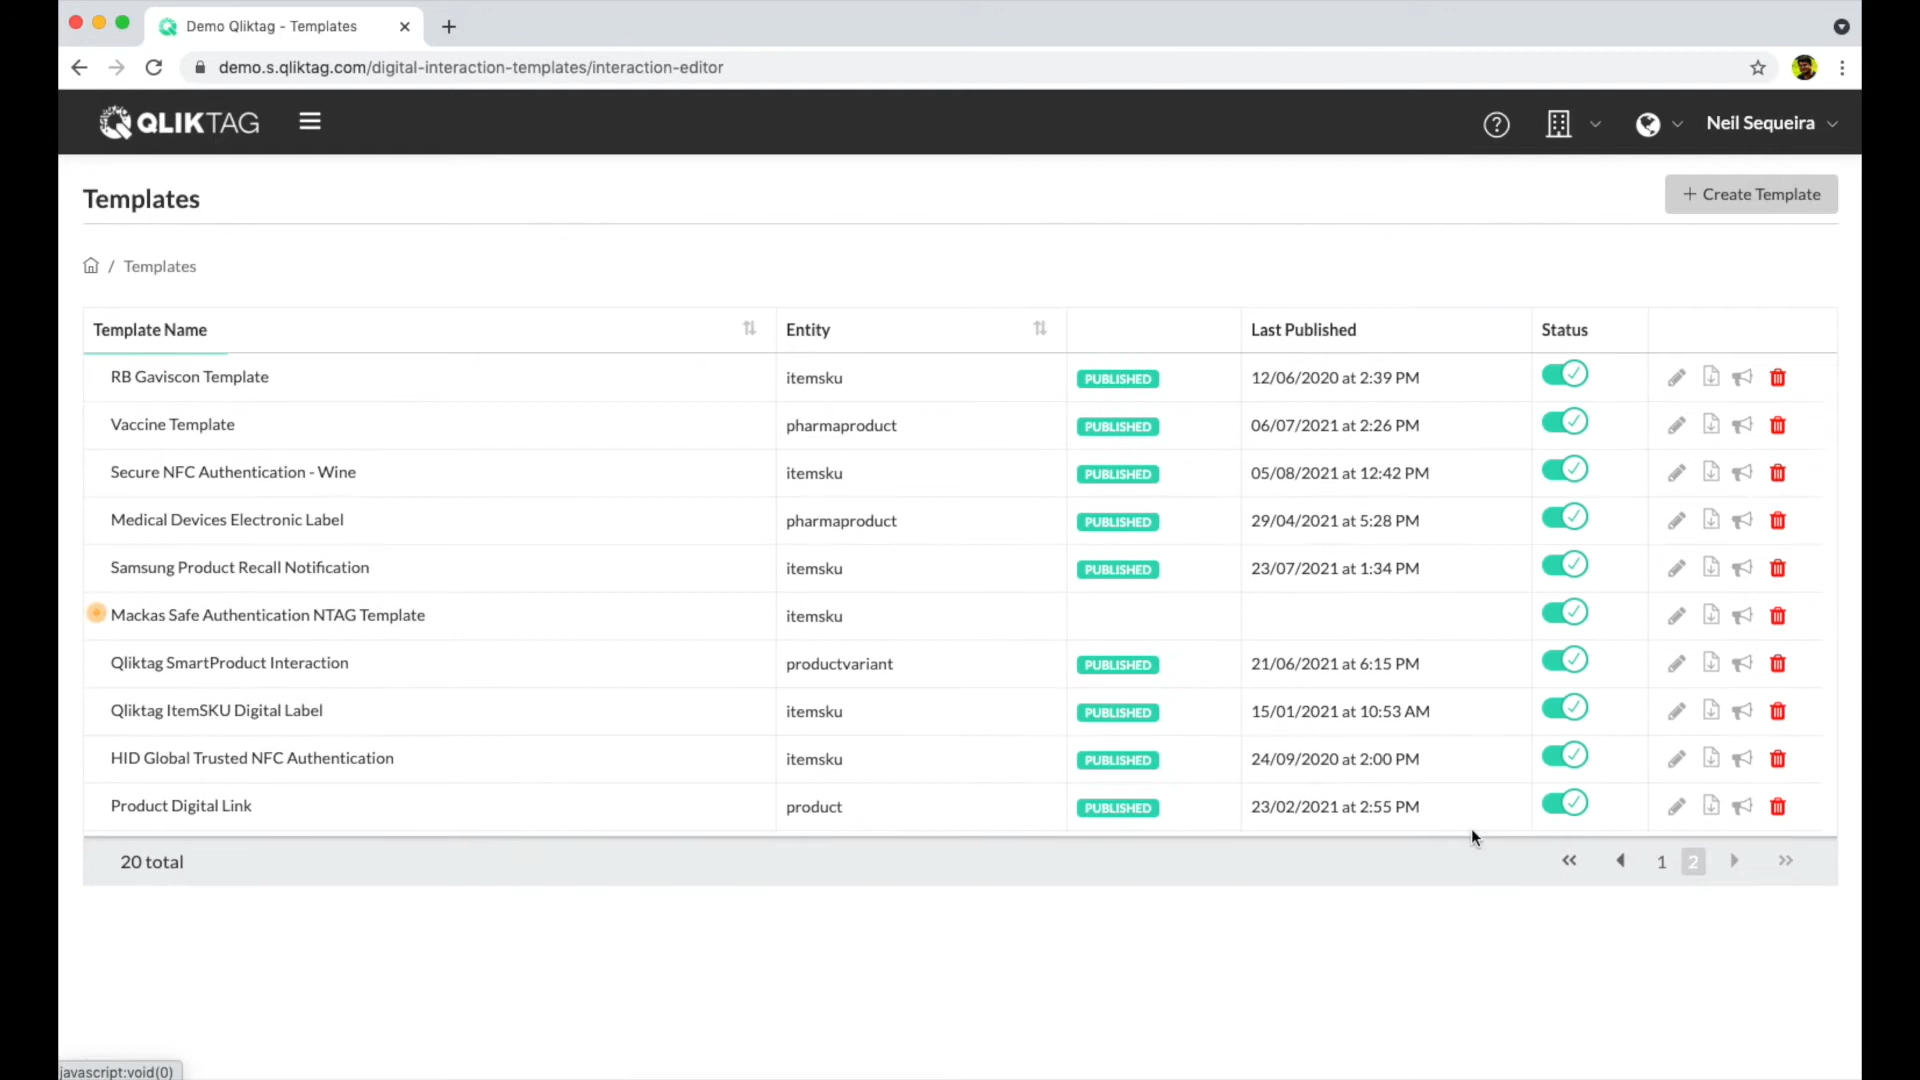 Demo Qliktag - Templates
demo.s.qliktag.com/digital-interaction-templates/interaction-editor
QLIKTAG
Neil Sequeira
Templates
+ Create Template
/ Templates
Template Name Entity Last Published Status
RB Gaviscon Template itemsku PUBLISHED 12/06/2020 at 2:39 PM
Vaccine Template pharmaproduct PUBLISHED 06/07/2021 at 2:26 PM
Secure NFC Authentication - Wine itemsku PUBLISHED 05/08/2021 at 12:42 PM
Medical Devices Electronic Label pharmaproduct PUBLISHED 29/04/2021 at 5:28 PM
Samsung Product Recall Notification itemsku PUBLISHED 23/07/2021 at 1:34 PM
Mackas Safe Authentication NTAG Template itemsku
Qliktag SmartProduct Interaction productvariant PUBLISHED 21/06/2021 at 6:15 PM
Qliktag ItemSKU Digital Label itemsku PUBLISHED 15/01/2021 at 10:53 AM
HID Global Trusted NFC Authentication itemsku PUBLISHED 24/09/2020 at 2:00 PM
Product Digital Link product PUBLISHED 23/02/2021 at 2:55 PM
20 total 1 2
javascript:void(0)